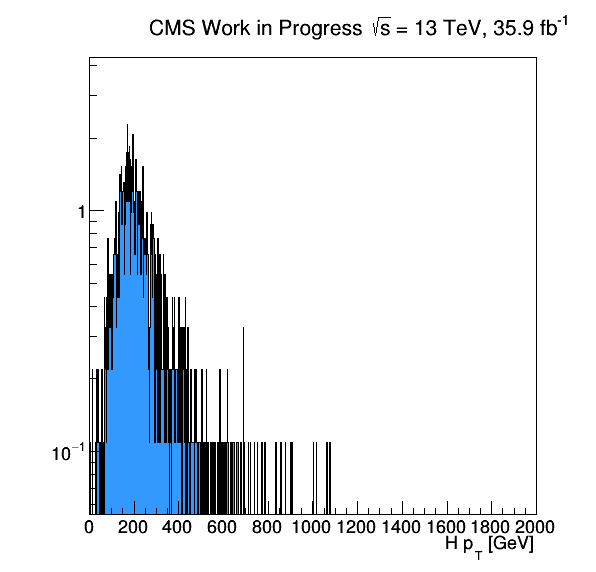 CMS Work in Progress √s = 13 TeV, 35.9 fb⁻¹
1
10⁻¹
0 200 400 600 800 1000 1200 1400 1600 1800 2000
H p_T [GeV]